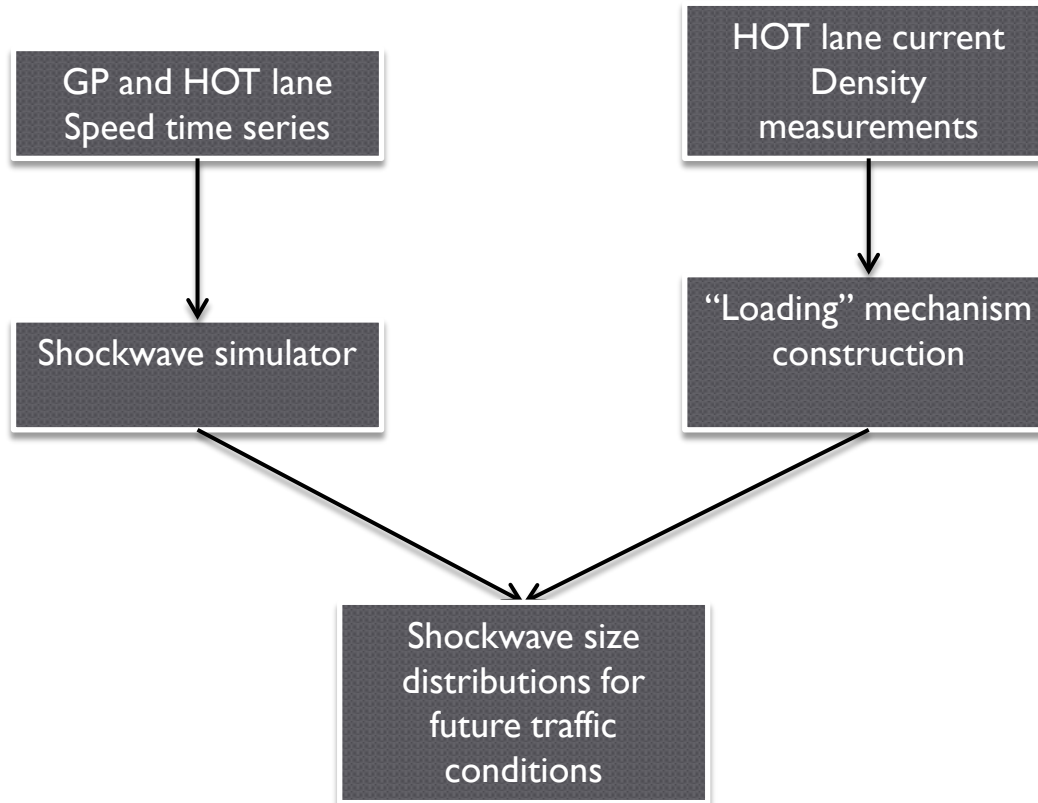 GP and HOT lane
Speed time series
HOT lane current
Density
measurements
Shockwave simulator
“Loading” mechanism
construction
Shockwave size
distributions for
future traffic
conditions